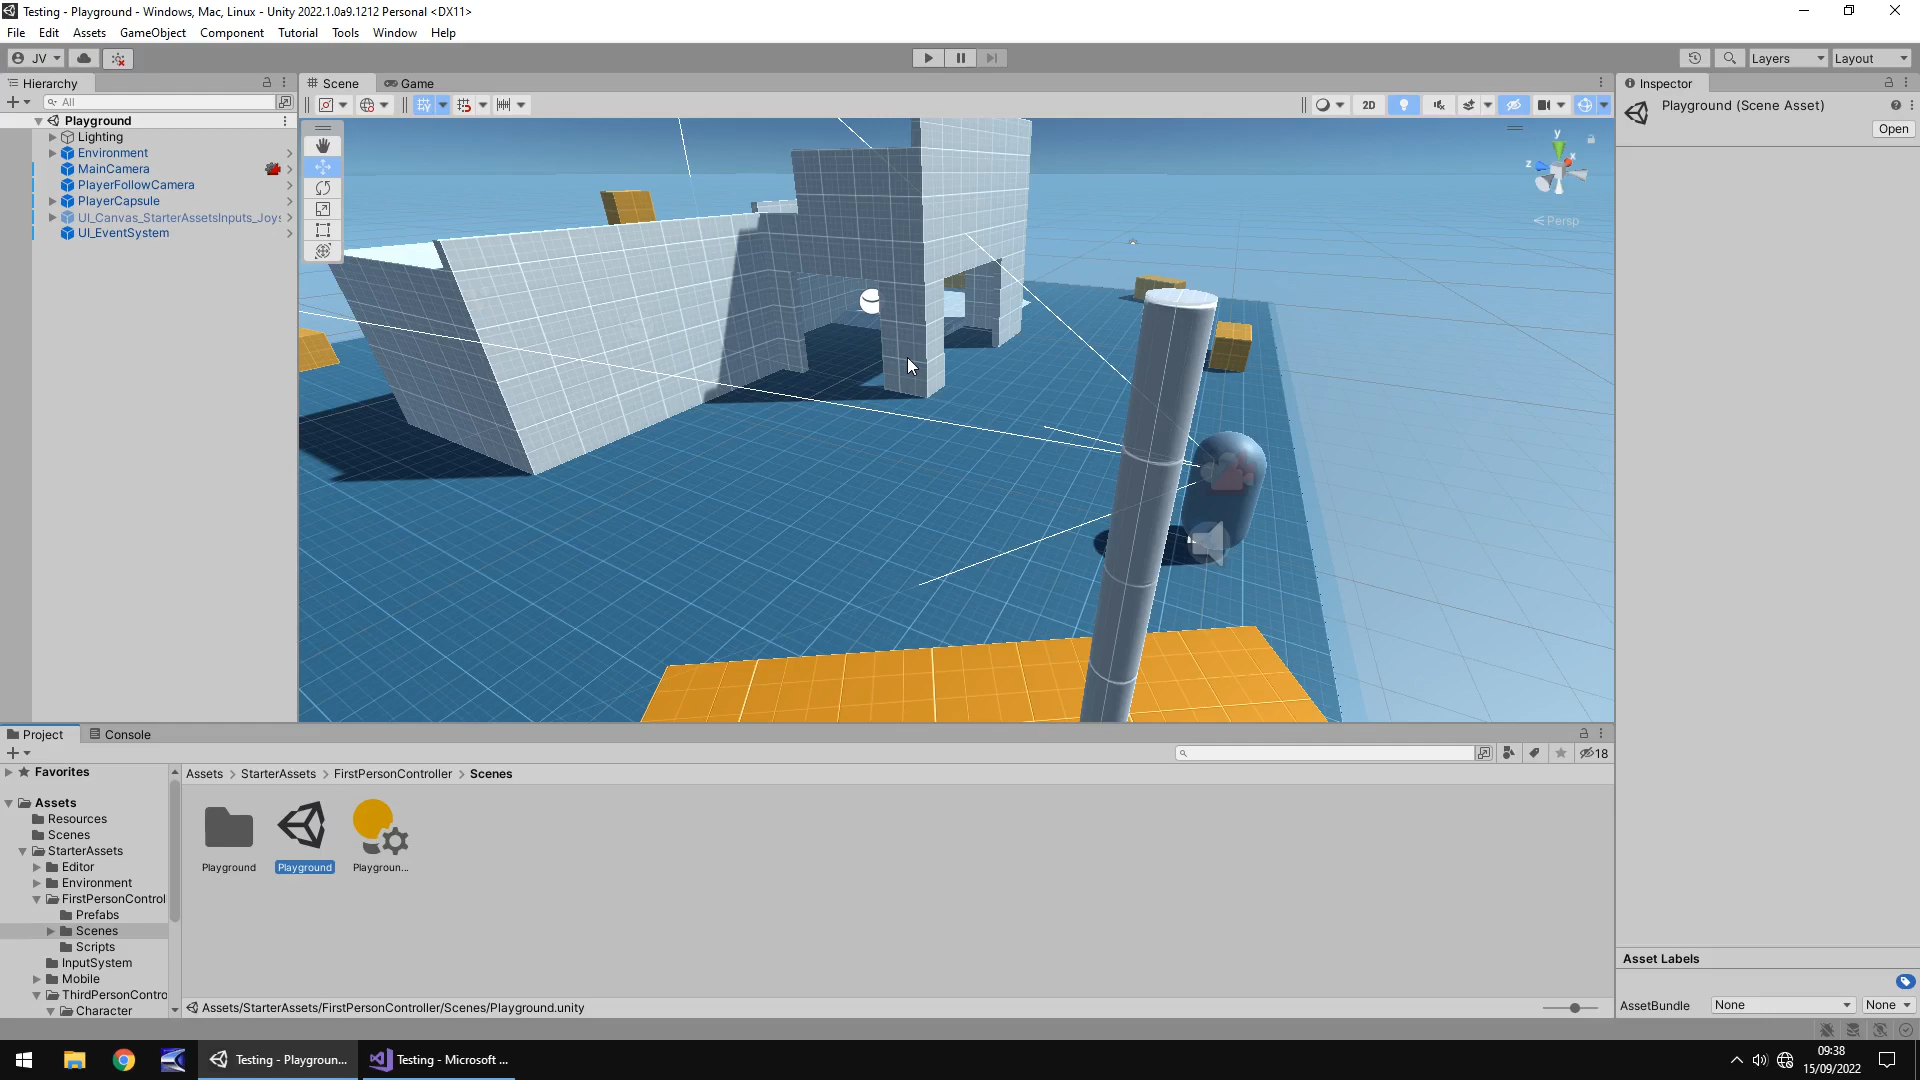 Testing - Playground - Windows, Mac, Linux - Unity 2022.1.0a9.1212 Personal <DX11>
File Edit Assets GameObject Component Tutorial Tools Window Help
JV Layers Layout
Hierarchy Scene Game Inspector
All 2D Playground (Scene Asset)
Open
Playground
Lighting
Environment
MainCamera
PlayerFollowCamera
PlayerCapsule
UI_Canvas_StarterAssetsInputs_Joys
UI_EventSystem
y
x
z
Persp
Project Console
18
Favorites
Assets
Resources
Scenes
StarterAssets
Editor
Environment
FirstPersonControl
Prefabs
Scenes
Scripts
InputSystem
Mobile
ThirdPersonContro
Character
Assets > StarterAssets > FirstPersonController > Scenes
Playground Playground Playgroun...
Assets/StarterAssets/FirstPersonController/Scenes/Playground.unity
Asset Labels
AssetBundle None None
Testing - Playgroun... Testing - Microsoft ...
09:38
15/09/2022